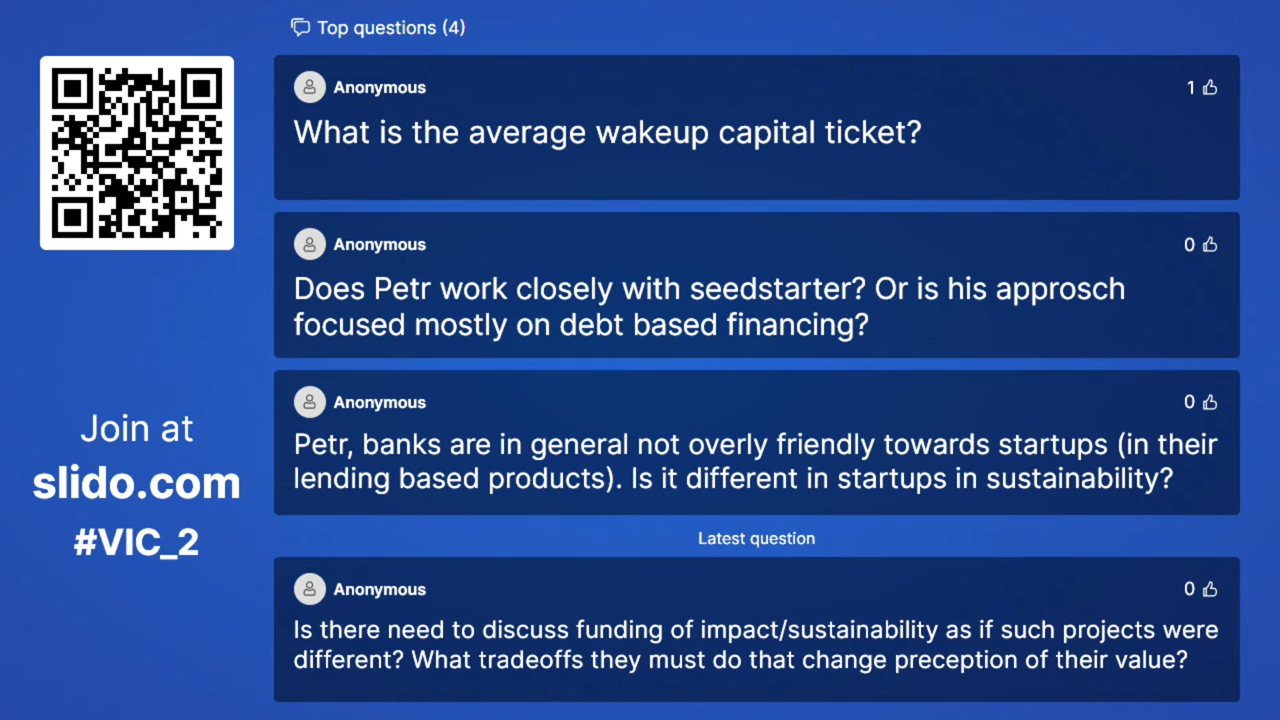 Top questions (4)
Anonymous
1
What is the average wakeup capital ticket?
Anonymous
0
Does Petr work closely with seedstarter? Or is his approsch
focused mostly on debt based financing?
Anonymous
0
Petr, banks are in general not overly friendly towards startups (in their
lending based products). Is it different in startups in sustainability?
Latest question
Anonymous
0
Is there need to discuss funding of impact/sustainability as if such projects were
different? What tradeoffs they must do that change preception of their value?
Join at
slido.com
#VIC_2